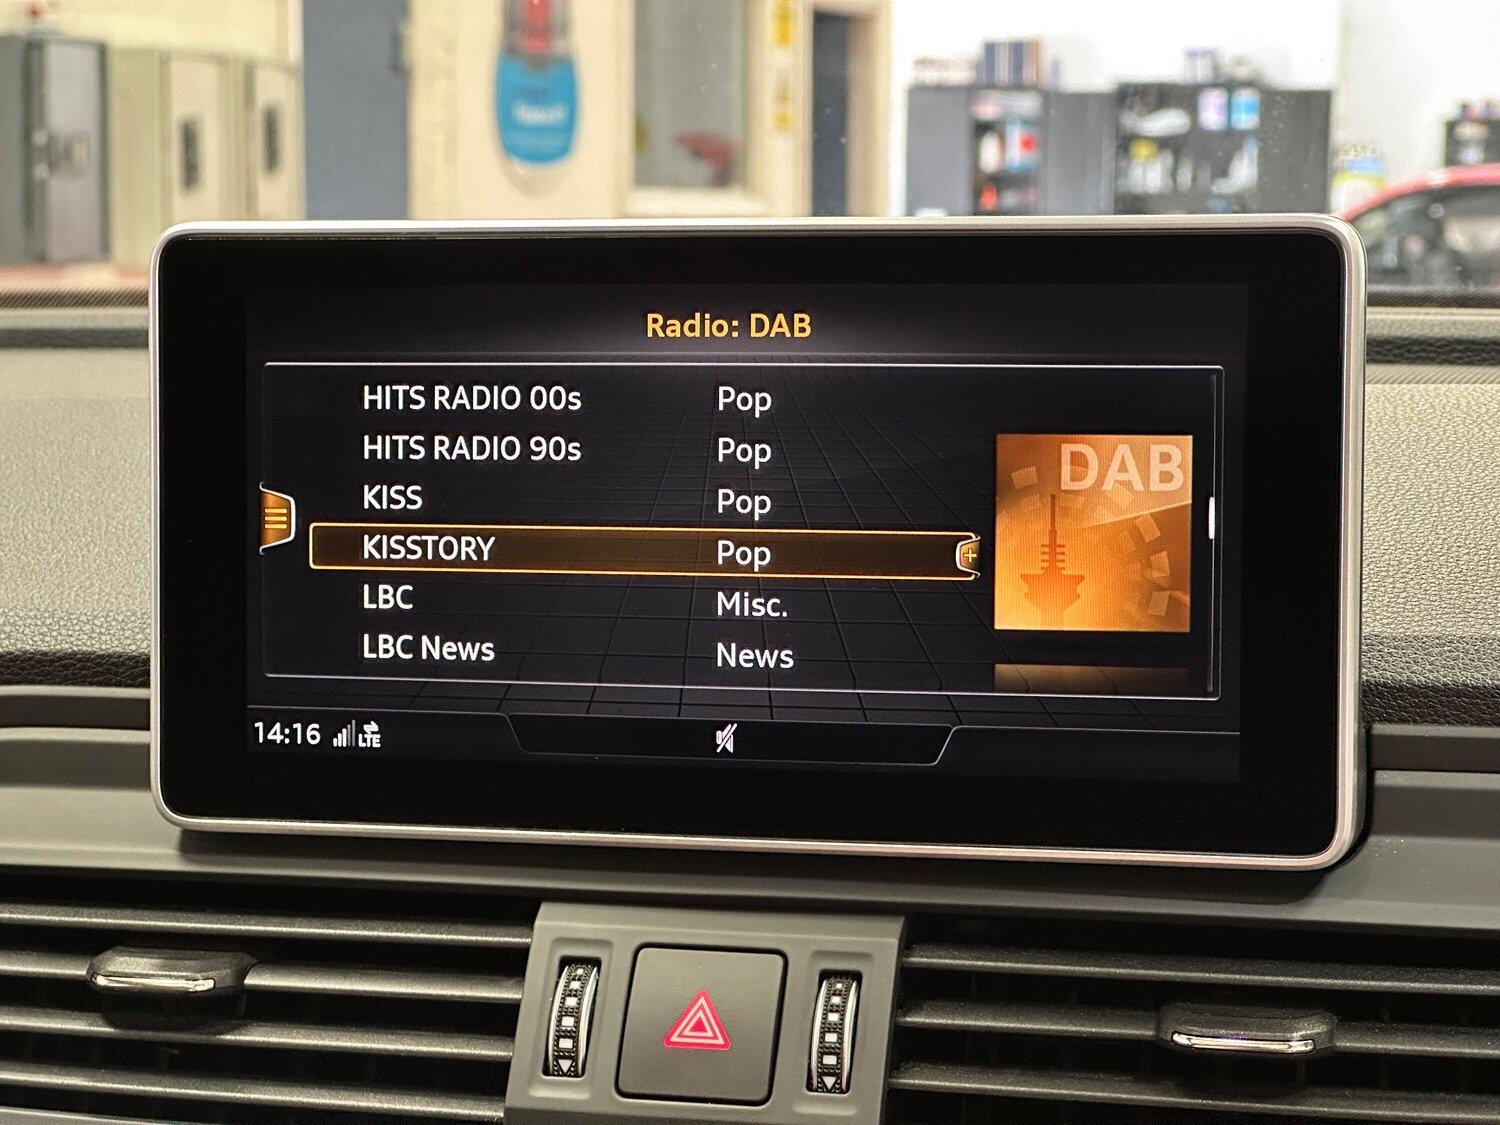 Radio: DAB
HITS RADIO 00s Pop
HITS RADIO 90s Pop
KISS Pop
KISSTORY Pop
LBC Misc.
LBC News News
DAB
14:16 LTE